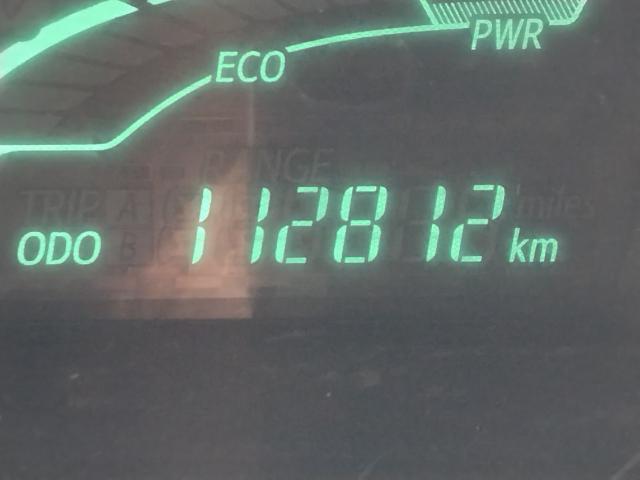 ECO PWR
RANGE
TRIP A miles
ODO B 112812 km